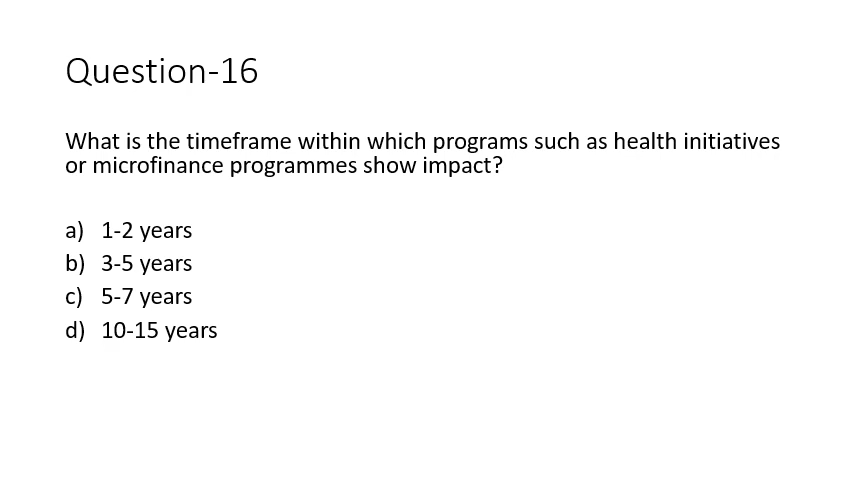 Question-16
What is the timeframe within which programs such as health initiatives
or microfinance programmes show impact?
a) 1-2 years
b) 3-5 years
c) 5-7 years
d) 10-15 years